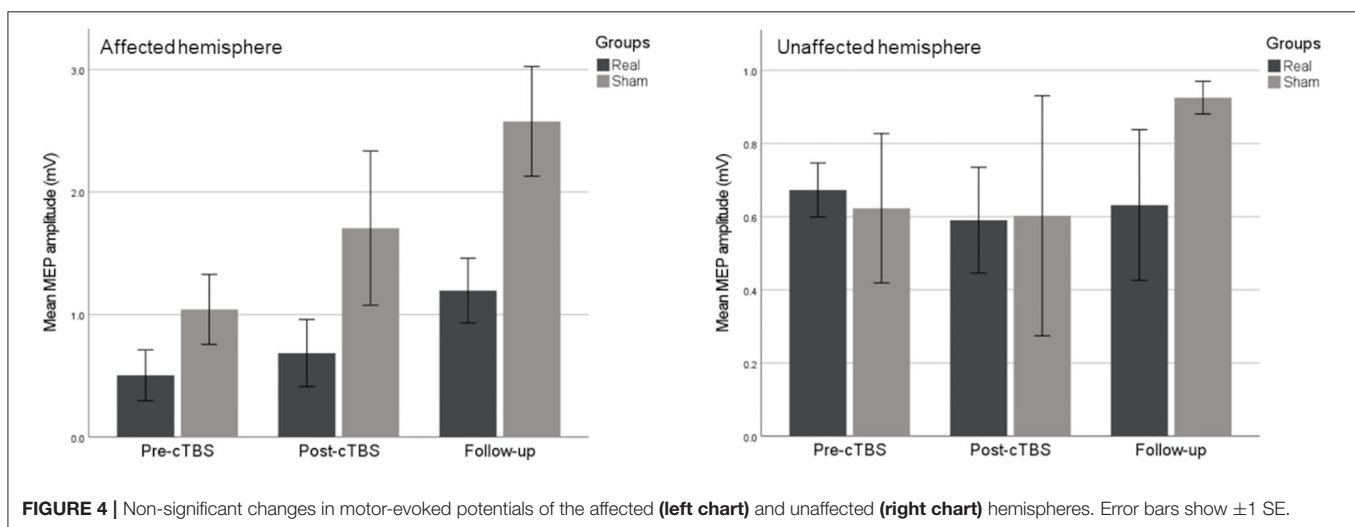 Affected hemisphere
Groups
Real
Sham
Mean MEP amplitude (mV)
3.0
2.0
1.0
0.0
Pre-cTBS
Post-cTBS
Follow-up
Unaffected hemisphere
Groups
Real
Sham
Mean MEP amplitude (mV)
1.0
0.8
0.6
0.4
0.2
0.0
Pre-cTBS
Post-cTBS
Follow-up
FIGURE 4 | Non-significant changes in motor-evoked potentials of the affected (left chart) and unaffected (right chart) hemispheres. Error bars show ±1 SE.